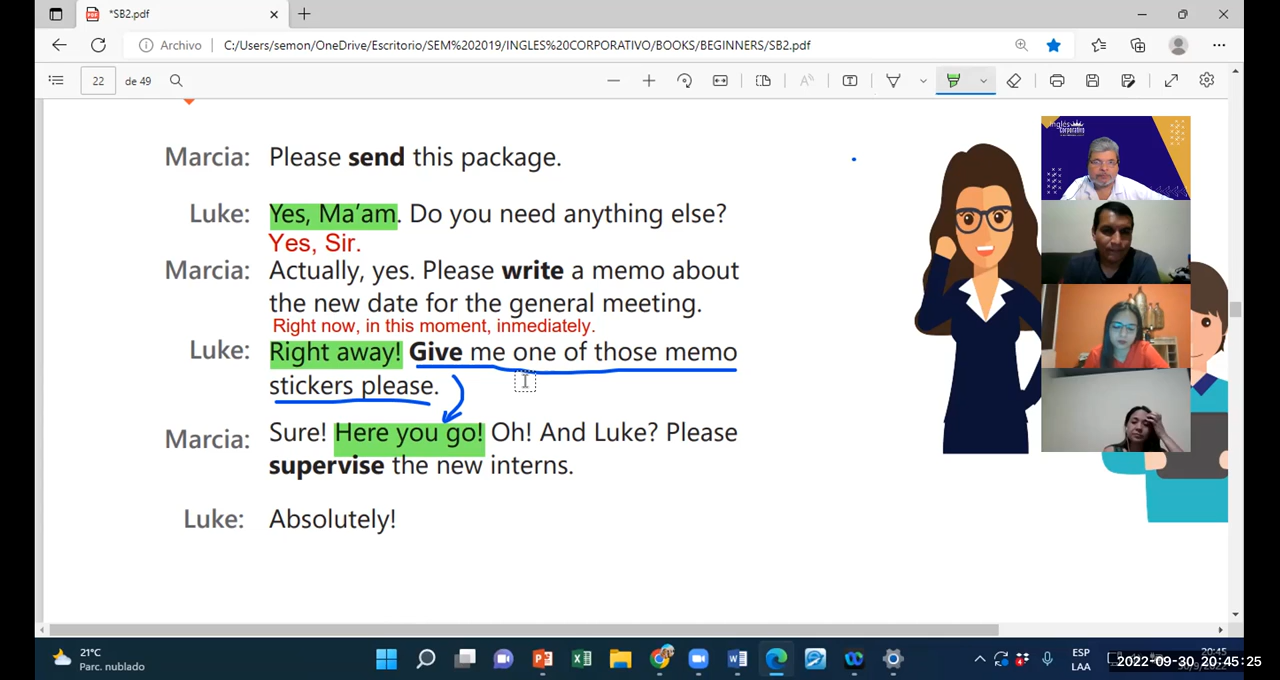 *SB2.pdf
Archivo C:/Users/semon/OneDrive/Escritorio/SEM%202019/INGLES%20CORPORATIVO/BOOKS/BEGINNERS/SB2.pdf
22 de 49
Marcia: Please send this package.
Luke: Yes, Ma'am. Do you need anything else?
Yes, Sir.
Marcia: Actually, yes. Please write a memo about
the new date for the general meeting.
Right now, in this moment, inmediately.
Luke: Right away! Give me one of those memo
stickers please.
Marcia: Sure! Here you go! Oh! And Luke? Please
supervise the new interns.
Luke: Absolutely!
Inglés
Corporativo
21°C
Parc. nublado
ESP
LAA
20:45
2022-09-30, 20:45:25